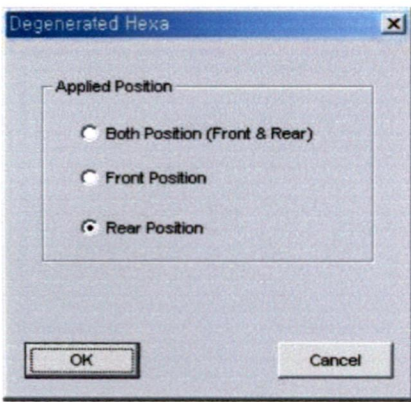 Degenerated Hexa
Applied Position
Both Position (Front & Rear)
Front Position
Rear Position
OK
Cancel